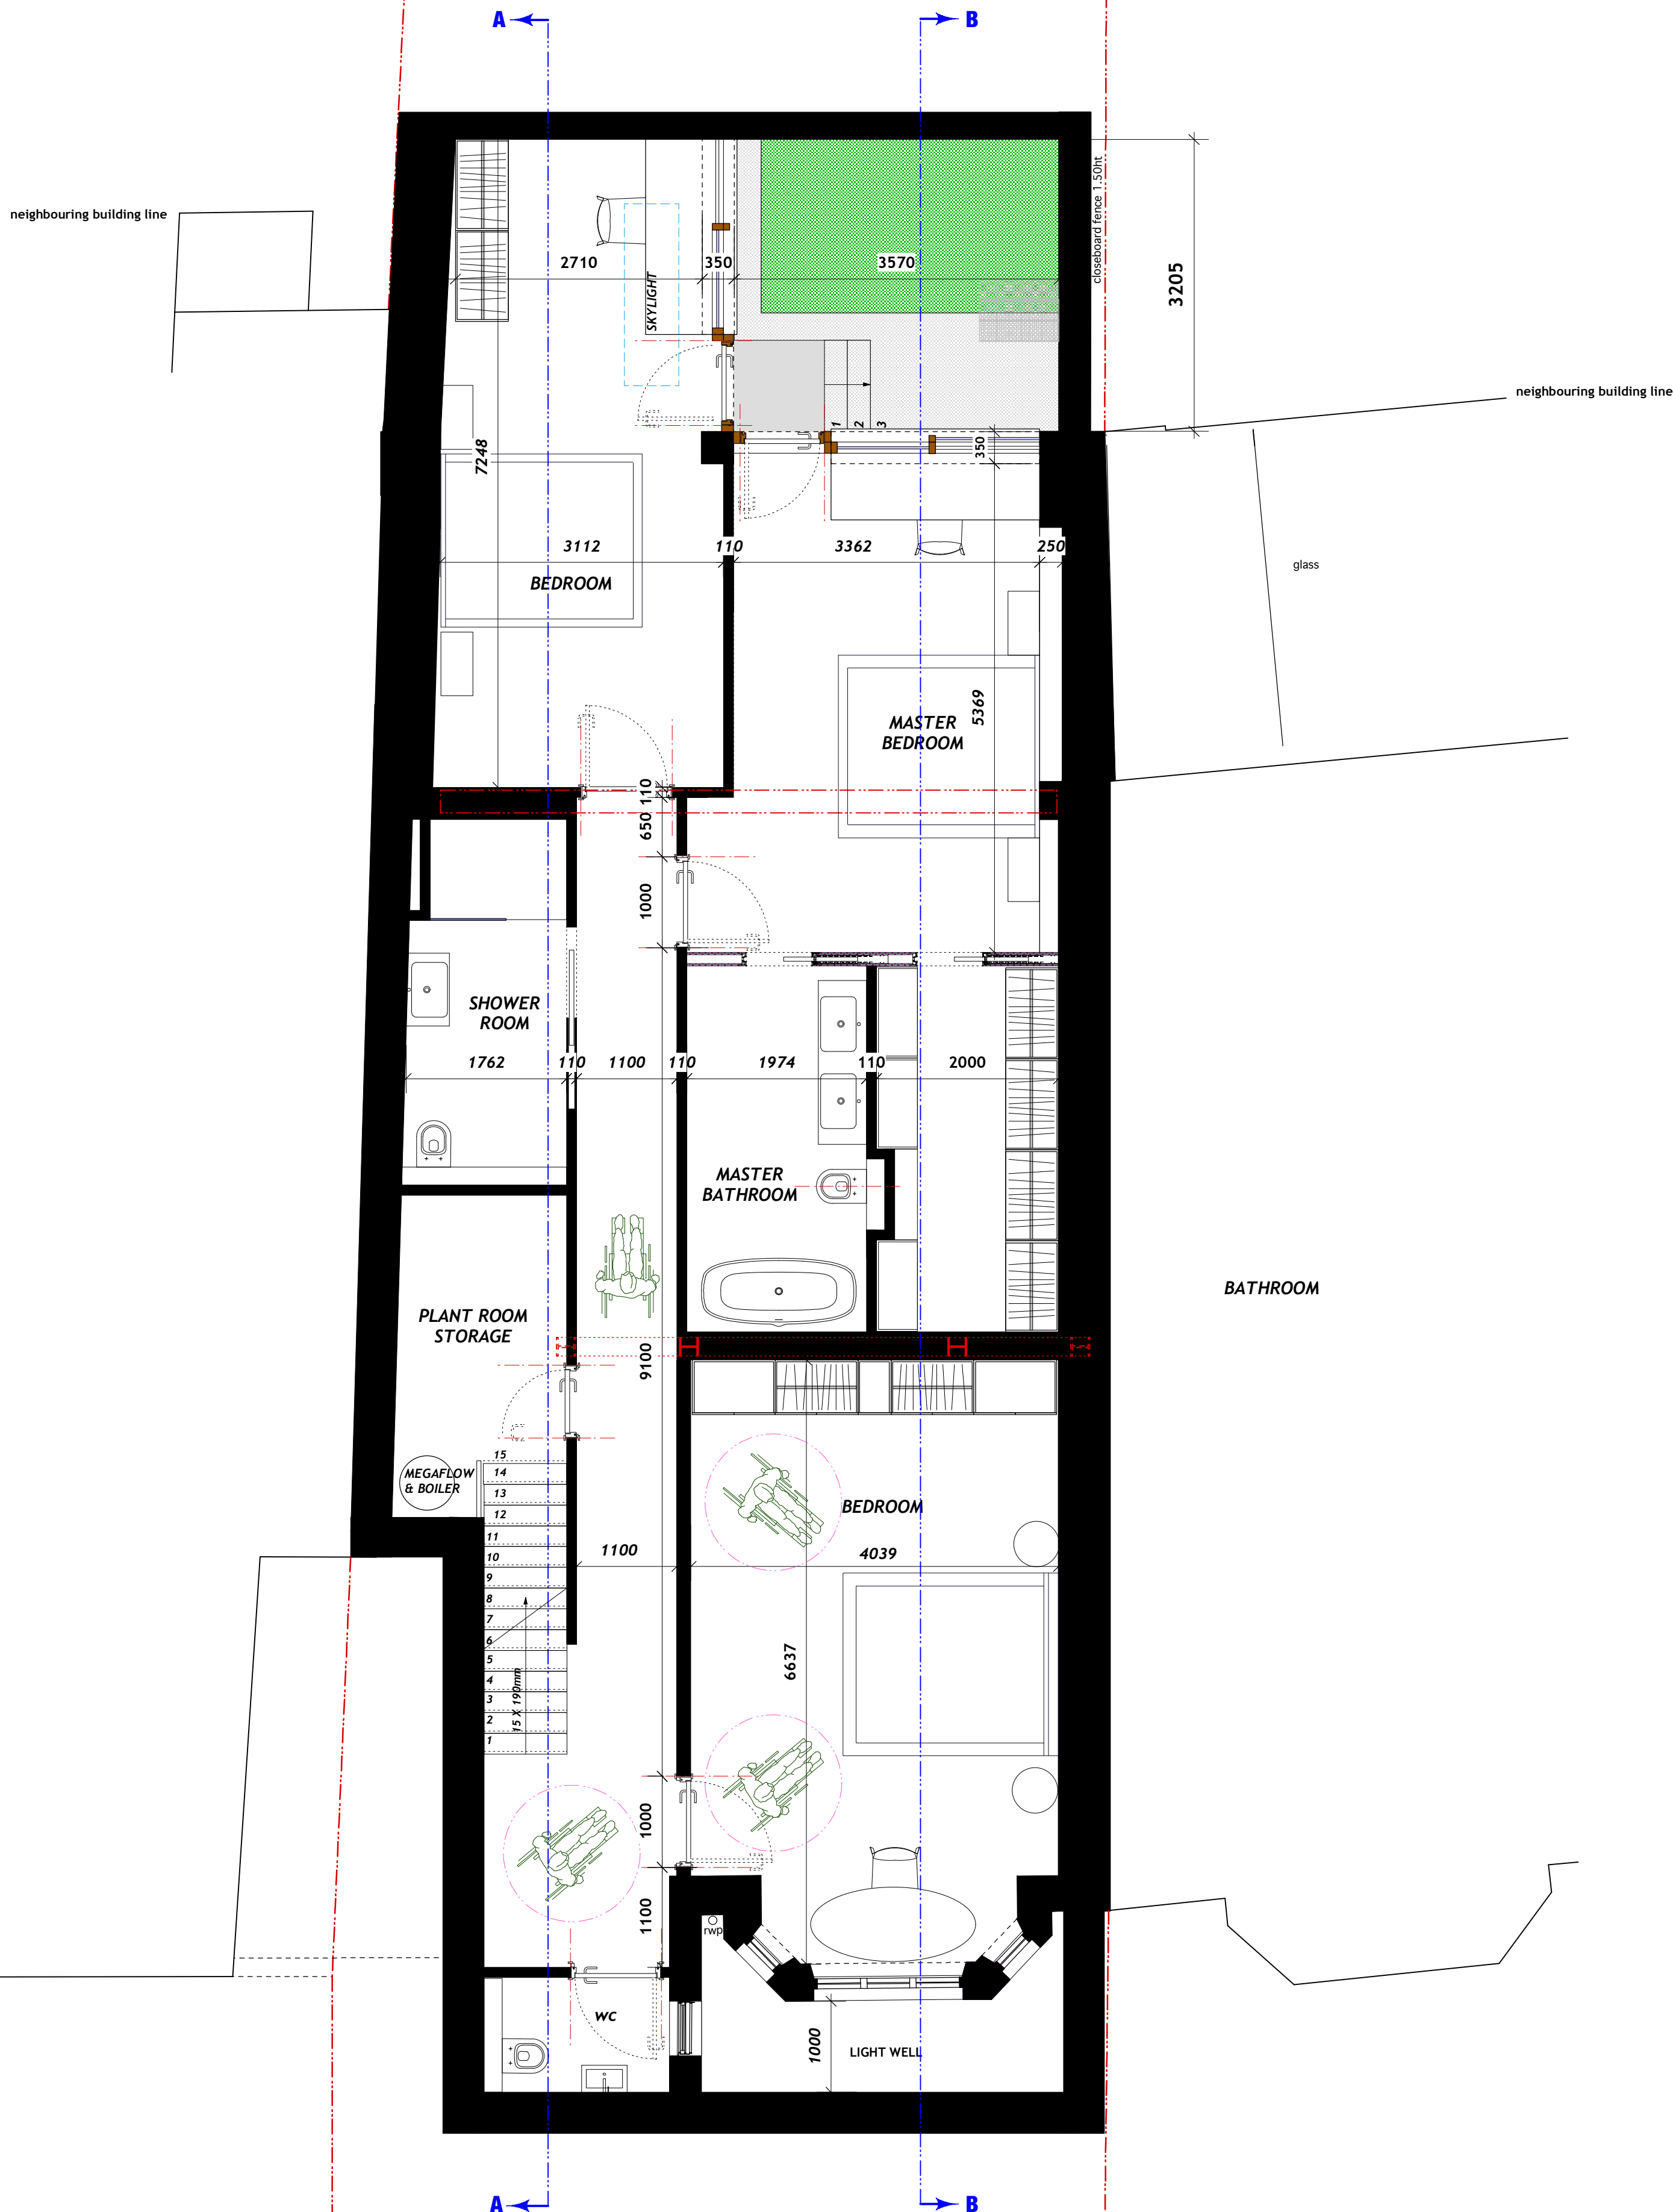 A
B
closeboard fence 1.50ht
neighbouring building line
2710
350
3570
3205
SKYLIGHT
neighbouring building line
1
2
3
350
7248
3112
110
3362
250
glass
BEDROOM
MASTER
BEDROOM
5369
110
650
1000
SHOWER
ROOM
1762
110
1100
110
1974
110
2000
MASTER
BATHROOM
BATHROOM
PLANT ROOM
STORAGE
9100
15
MEGAFLOW
& BOILER
14
13
12
11
10
9
8
7
6
5
4
3
2
1
15 X 190mm
BEDROOM
1100
4039
6637
1000
1100
rwp
WC
1000
LIGHT WELL
A
B